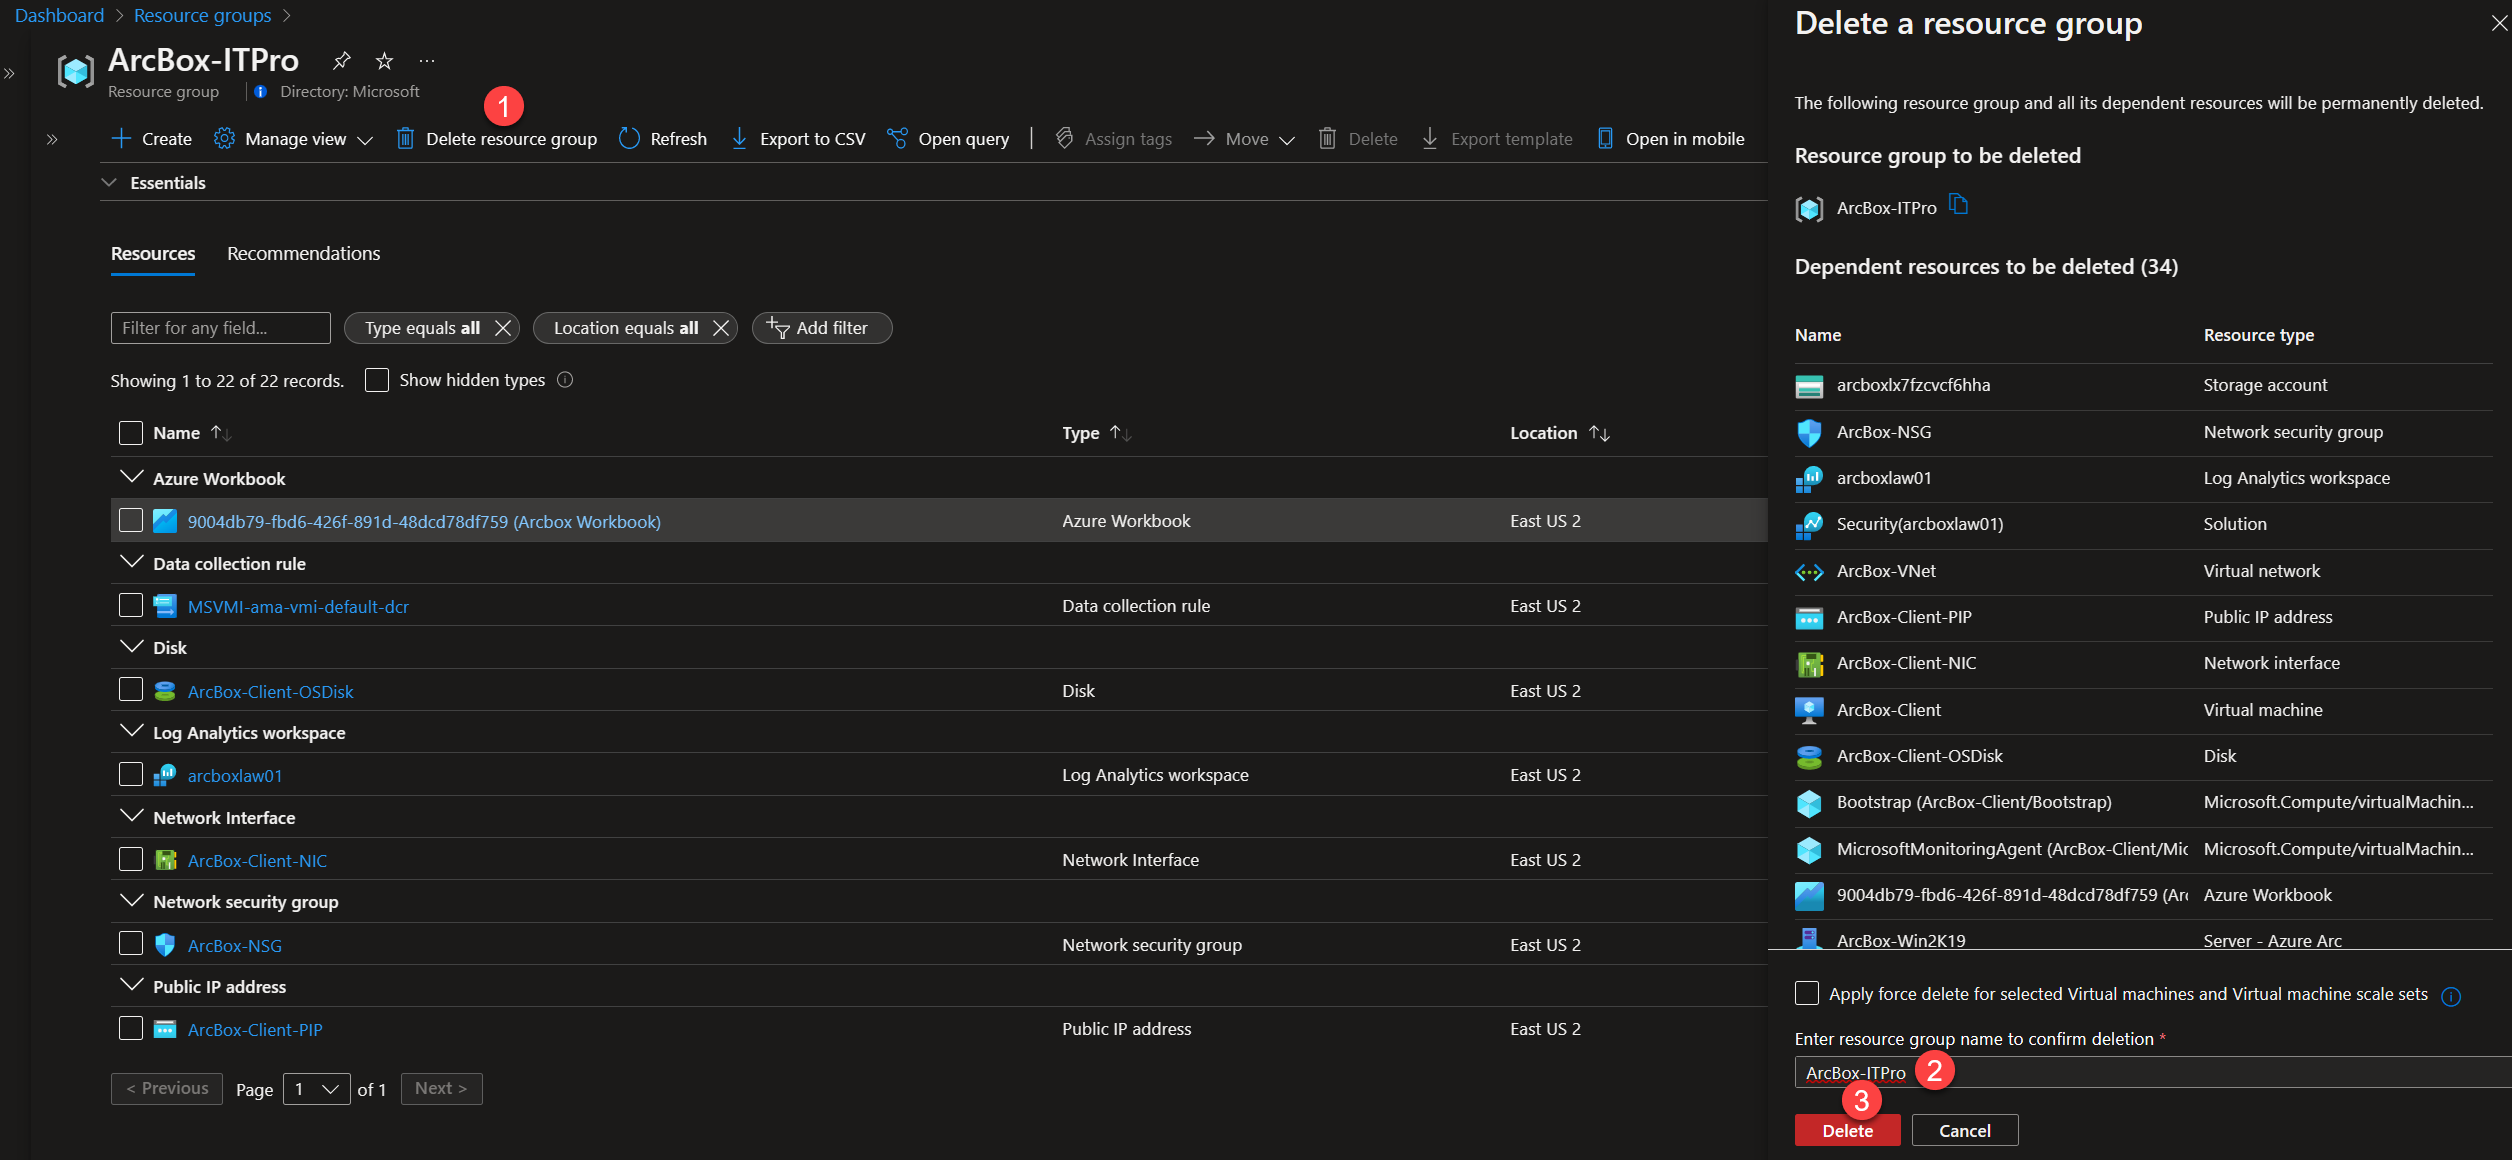 Dashboard > Resource groups >
ArcBox-ITPro
Resource group
Directory: Microsoft
1
Create
Manage view
Delete resource group
Refresh
Export to CSV
Open query
Assign tags
Move
Delete
Export template
Open in mobile
Essentials
Resources
Recommendations
Filter for any field...
Type equals all
Location equals all
Add filter
Showing 1 to 22 of 22 records.
Show hidden types
Name Type Location
Azure Workbook
9004db79-fbd6-426f-891d-48dcd78df759 (Arcbox Workbook) Azure Workbook East US 2
Data collection rule
MSVMI-ama-vmi-default-dcr Data collection rule East US 2
Disk
ArcBox-Client-OSDisk Disk East US 2
Log Analytics workspace
arcboxlaw01 Log Analytics workspace East US 2
Network Interface
ArcBox-Client-NIC Network Interface East US 2
Network security group
ArcBox-NSG Network security group East US 2
Public IP address
ArcBox-Client-PIP Public IP address East US 2
< Previous Page 1 of 1 Next >
Delete a resource group
The following resource group and all its dependent resources will be permanently deleted.
Resource group to be deleted
ArcBox-ITPro
Dependent resources to be deleted (34)
Name Resource type
arcboxlx7fzcvcf6hha Storage account
ArcBox-NSG Network security group
arcboxlaw01 Log Analytics workspace
Security(arcboxlaw01) Solution
ArcBox-VNet Virtual network
ArcBox-Client-PIP Public IP address
ArcBox-Client-NIC Network interface
ArcBox-Client Virtual machine
ArcBox-Client-OSDisk Disk
Bootstrap (ArcBox-Client/Bootstrap) Microsoft.Compute/virtualMachin...
MicrosoftMonitoringAgent (ArcBox-Client/Mic Microsoft.Compute/virtualMachin...
9004db79-fbd6-426f-891d-48dcd78df759 (Arc Azure Workbook
ArcBox-Win2K19 Server - Azure Arc
Apply force delete for selected Virtual machines and Virtual machine scale sets
Enter resource group name to confirm deletion *
ArcBox-ITPro
2
3
Delete Cancel